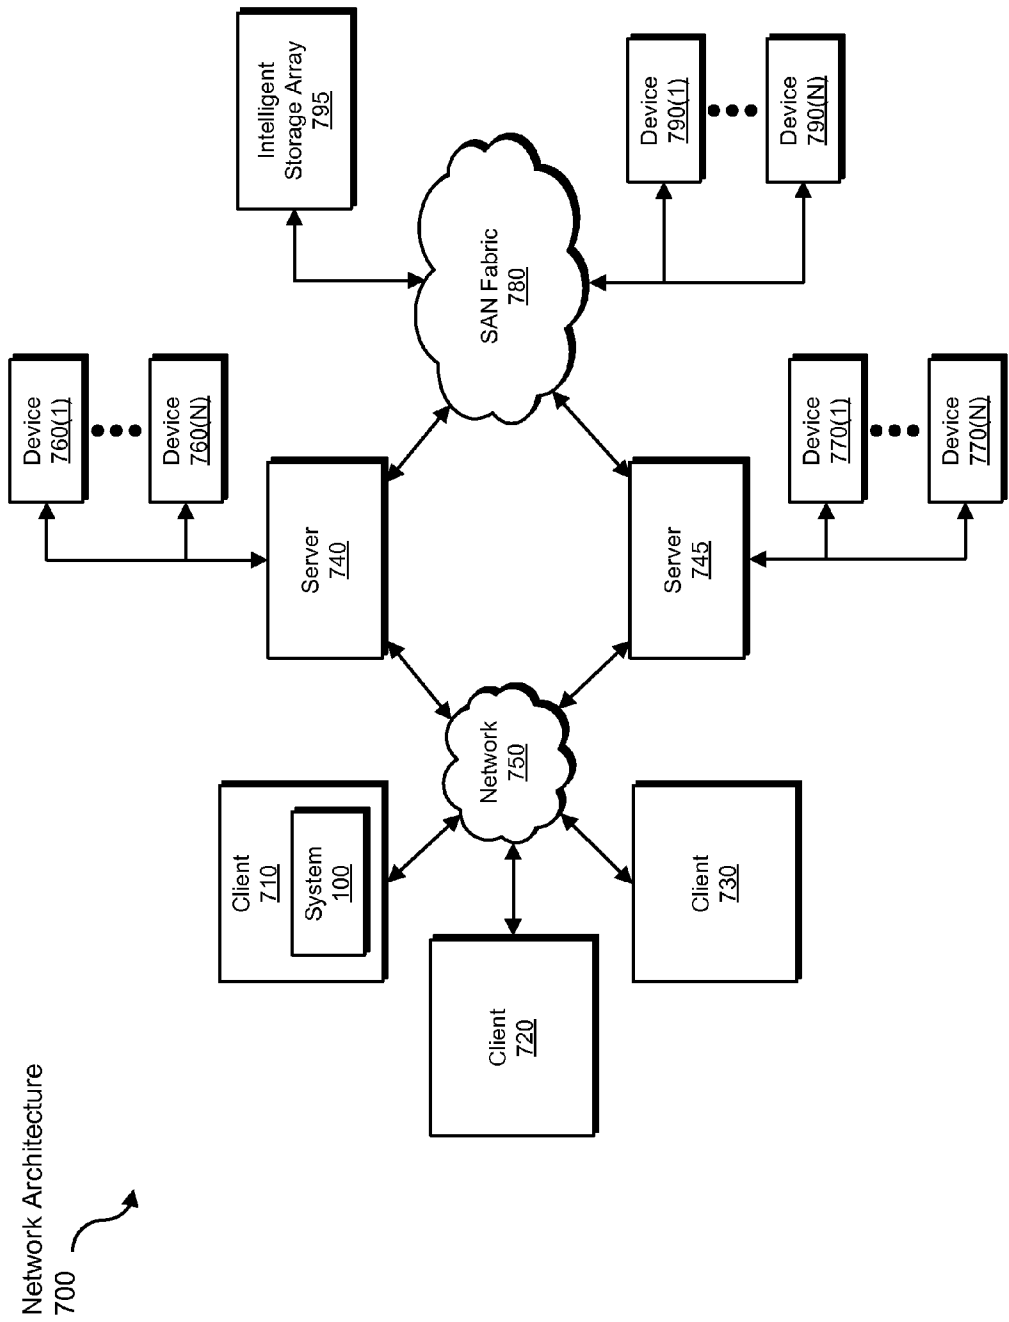 Network Architecture
700
Client
710
System
100
Client
720
Client
730
Network
750
Server
740
Server
745
Device
760(1)
Device
760(N)
Device
770(1)
Device
770(N)
SAN Fabric
780
Intelligent
Storage Array
795
Device
790(1)
Device
790(N)